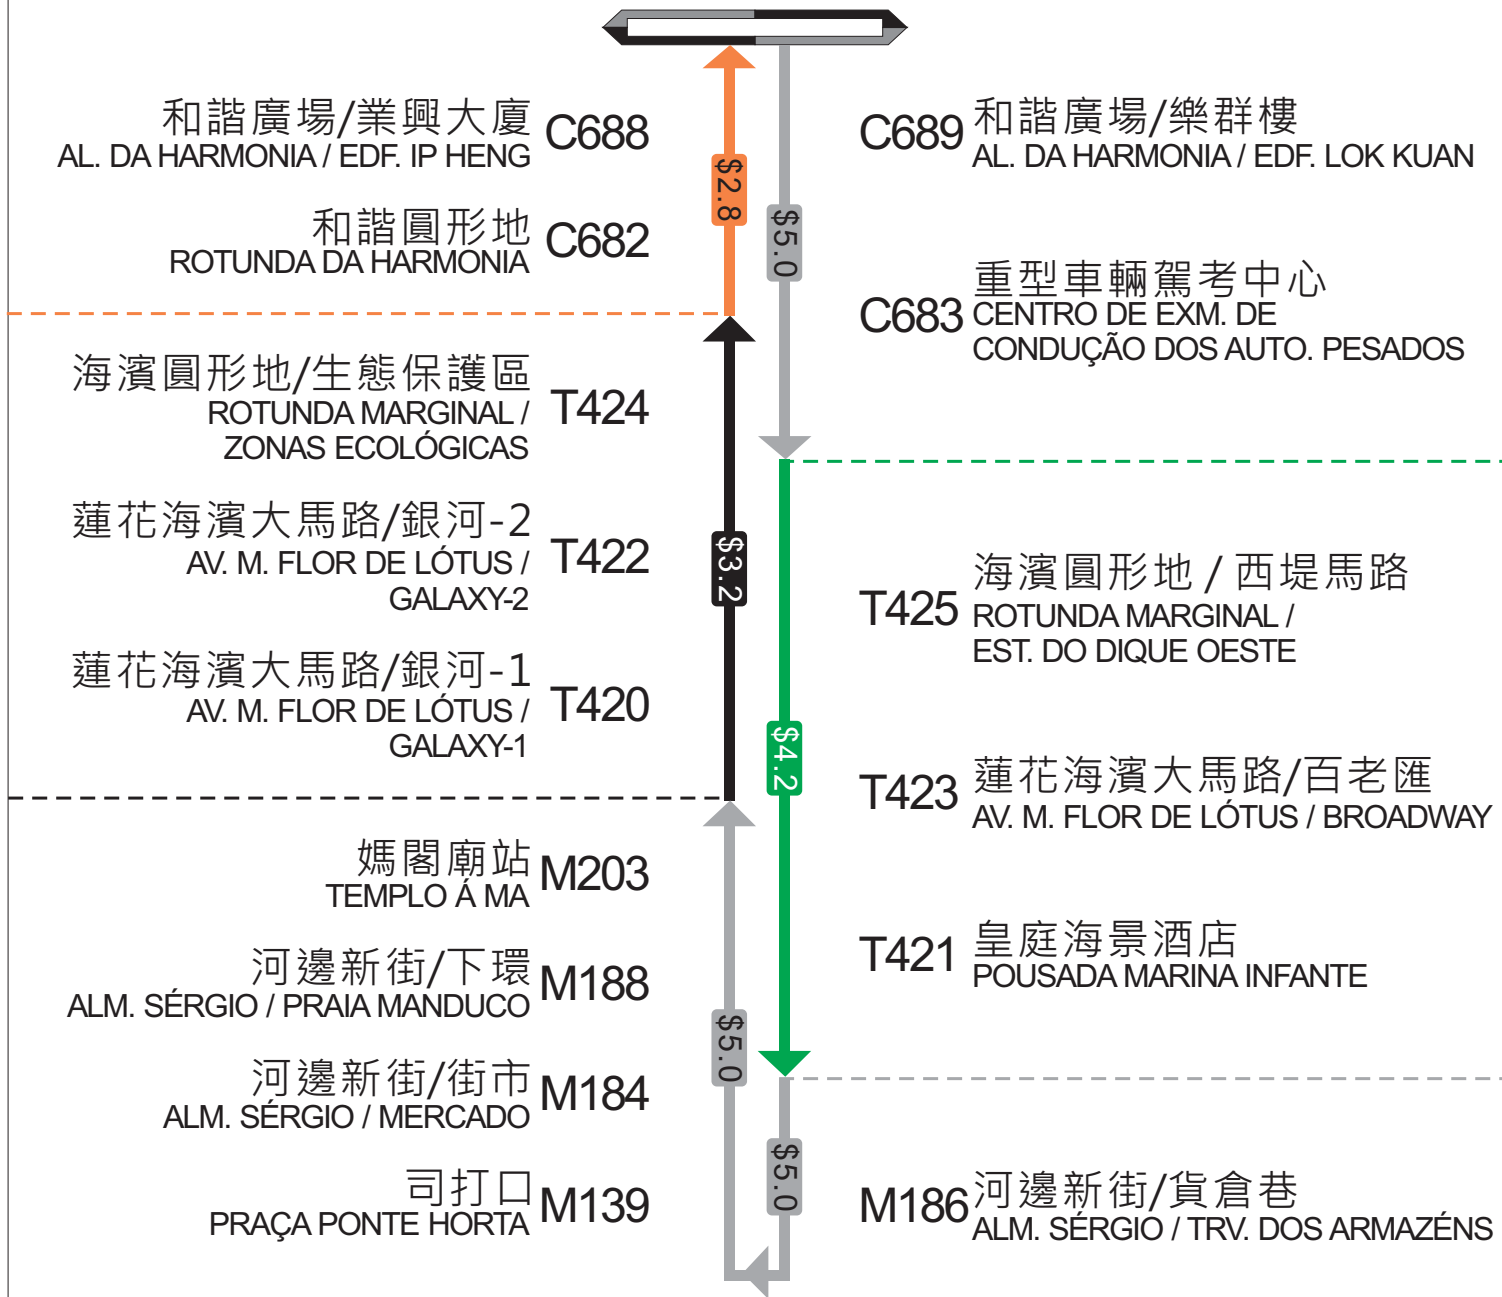 和諧廣場/業興大廈
AL. DA HARMONIA / EDF. IP HENG
C688
和諧圓形地
ROTUNDA DA HARMONIA
C682
$2.8
海濱圓形地/生態保護區
ROTUNDA MARGINAL /
ZONAS ECOLÓGICAS
T424
蓮花海濱大馬路/銀河-2
AV. M. FLOR DE LÓTUS /
GALAXY-2
T422
蓮花海濱大馬路/銀河-1
AV. M. FLOR DE LÓTUS /
GALAXY-1
T420
$3.2
媽閣廟站
TEMPLO Á MA
M203
河邊新街/下環
ALM. SÉRGIO / PRAIA MANDUCO
M188
河邊新街/街市
ALM. SÉRGIO / MERCADO
M184
司打口
PRAÇA PONTE HORTA
M139
$5.0
C689
和諧廣場/樂群樓
AL. DA HARMONIA / EDF. LOK KUAN
C683
重型車輛駕考中心
CENTRO DE EXM. DE
CONDUÇÃO DOS AUTO. PESADOS
$5.0
T425
海濱圓形地 / 西堤馬路
ROTUNDA MARGINAL /
EST. DO DIQUE OESTE
T423
蓮花海濱大馬路/百老匯
AV. M. FLOR DE LÓTUS / BROADWAY
T421
皇庭海景酒店
POUSADA MARINA INFANTE
$4.2
M186
河邊新街/貨倉巷
ALM. SÉRGIO / TRV. DOS ARMAZÉNS
$5.0